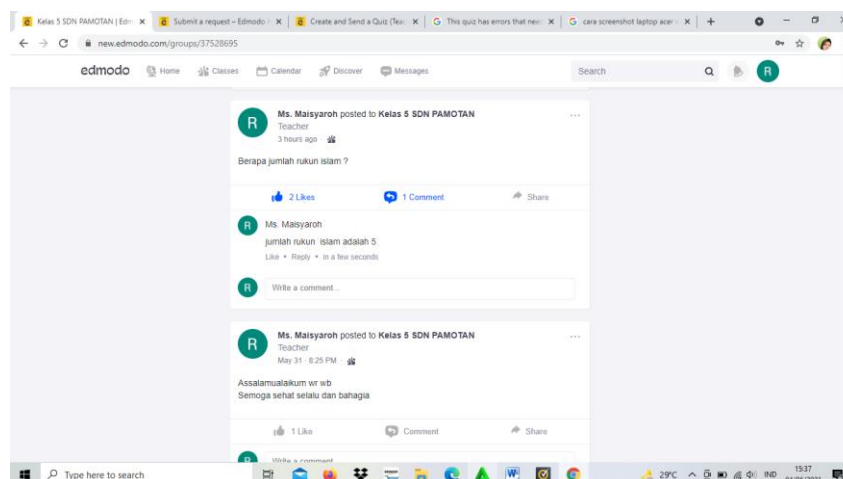 Kelas 5 SDN PAMOTAN | Edm
Submit a request – Edmodo
Create and Send a Quiz (Teac
This quiz has errors that nee
cara screenshot laptop acer
new.edmodo.com/groups/37528695
edmodo Home Classes Calendar Discover Messages Search R
R Ms. Maisyaroh posted to Kelas 5 SDN PAMOTAN ...
Teacher
3 hours ago
Berapa jumlah rukun islam ?
2 Likes 1 Comment Share
R Ms. Maisyaroh
jumlah rukun islam adalah 5
Like • Reply • in a few seconds
R Write a comment...
R Ms. Maisyaroh posted to Kelas 5 SDN PAMOTAN ...
Teacher
May 31 · 8:25 PM ·
Assalamualaikum wr wb
Semoga sehat selalu dan bahagia
1 Like Comment Share
Write a comment
Type here to search 29°C IND 15:37